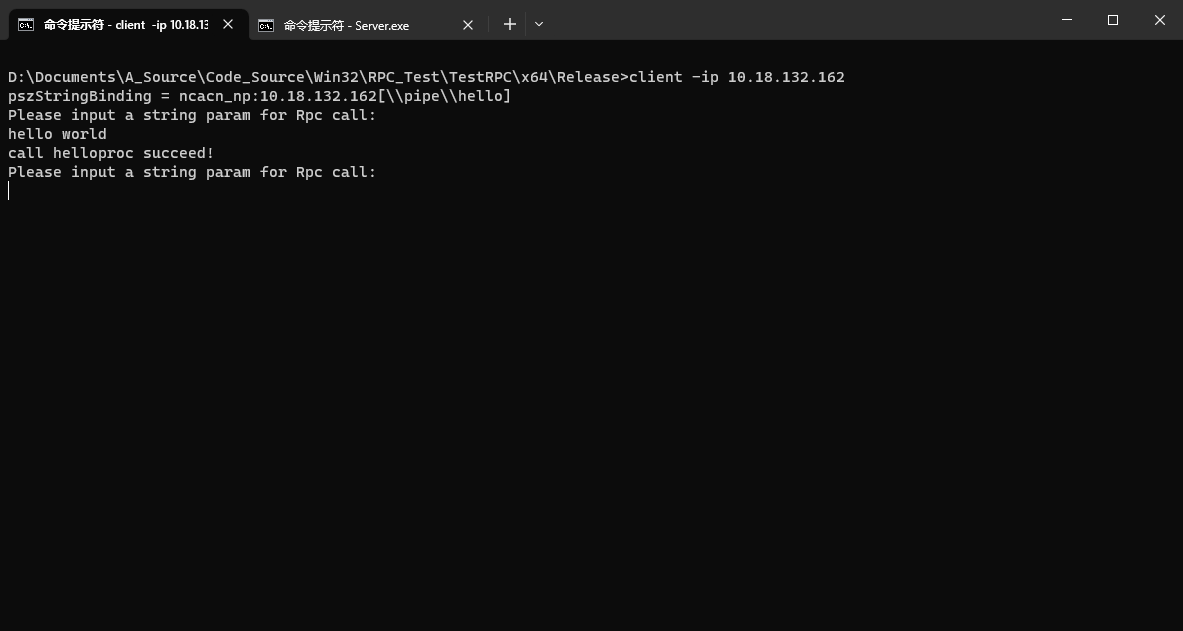 命令提示符 - client -ip 10.18.13
命令提示符 - Server.exe
D:\Documents\A_Source\Code_Source\Win32\RPC_Test\TestRPC\x64\Release>client -ip 10.18.132.162
pszStringBinding = ncacn_np:10.18.132.162[\\pipe\\hello]
Please input a string param for Rpc call:
hello world
call helloproc succeed!
Please input a string param for Rpc call: